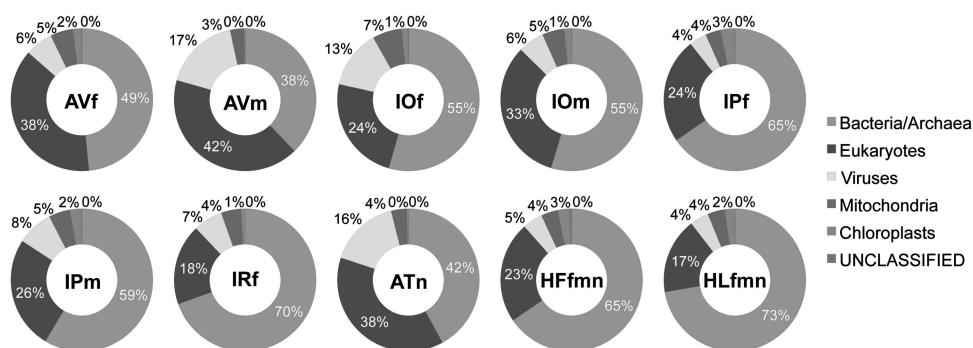 2% 0%
5%
6%
49%
AVf
38%
3% 0% 0%
17%
38%
AVm
42%
1% 0%
7%
13%
IOf
55%
24%
1% 0%
5%
6%
IOm
33%
55%
3% 0%
4%
4%
24%
IPf
65%
Bacteria/Archaea
Eukaryotes
Viruses
Mitochondria
Chloroplasts
UNCLASSIFIED
2% 0%
5%
8%
IPm
26%
59%
1% 0%
4%
7%
18%
IRf
70%
4% 0% 0%
16%
42%
ATn
38%
3% 0%
4%
5%
23%
HFfmn
65%
2% 0%
4%
4%
17%
HLfmn
73%